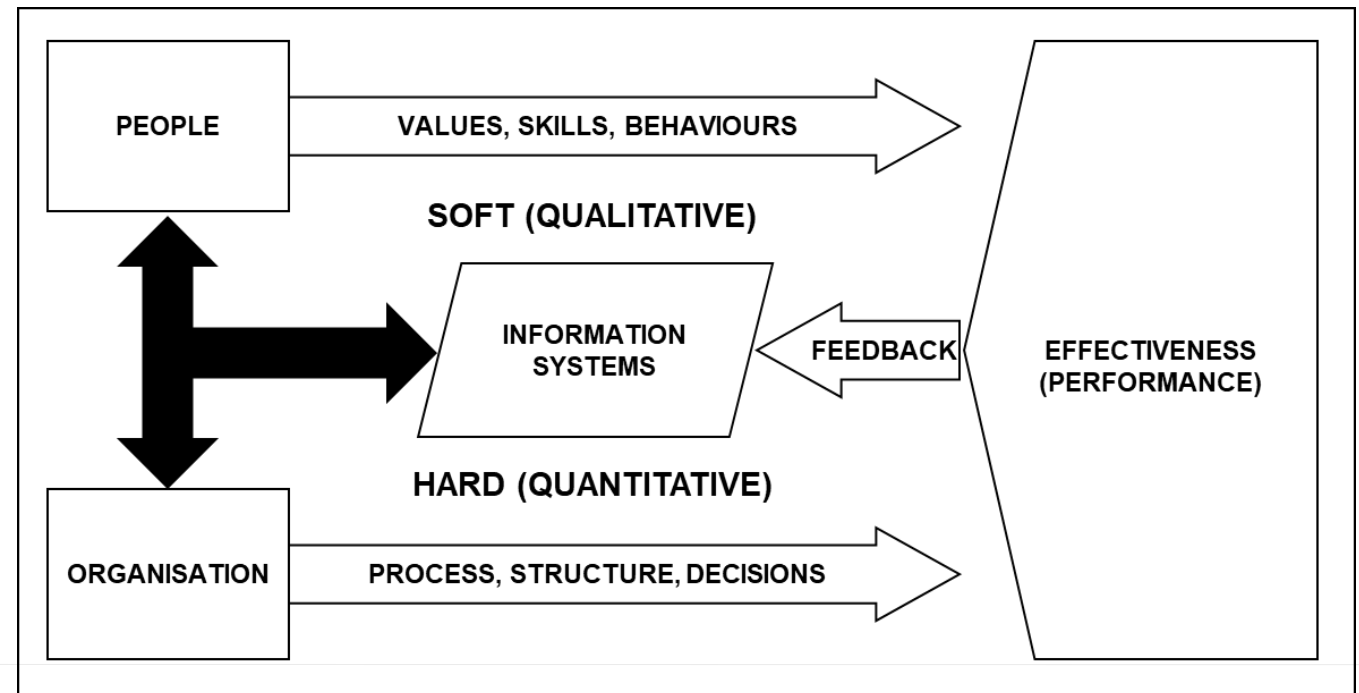 PEOPLE
VALUES, SKILLS, BEHAVIOURS
SOFT (QUALITATIVE)
INFORMATION
SYSTEMS
FEEDBACK
EFFECTIVENESS
(PERFORMANCE)
HARD (QUANTITATIVE)
ORGANISATION
PROCESS, STRUCTURE, DECISIONS